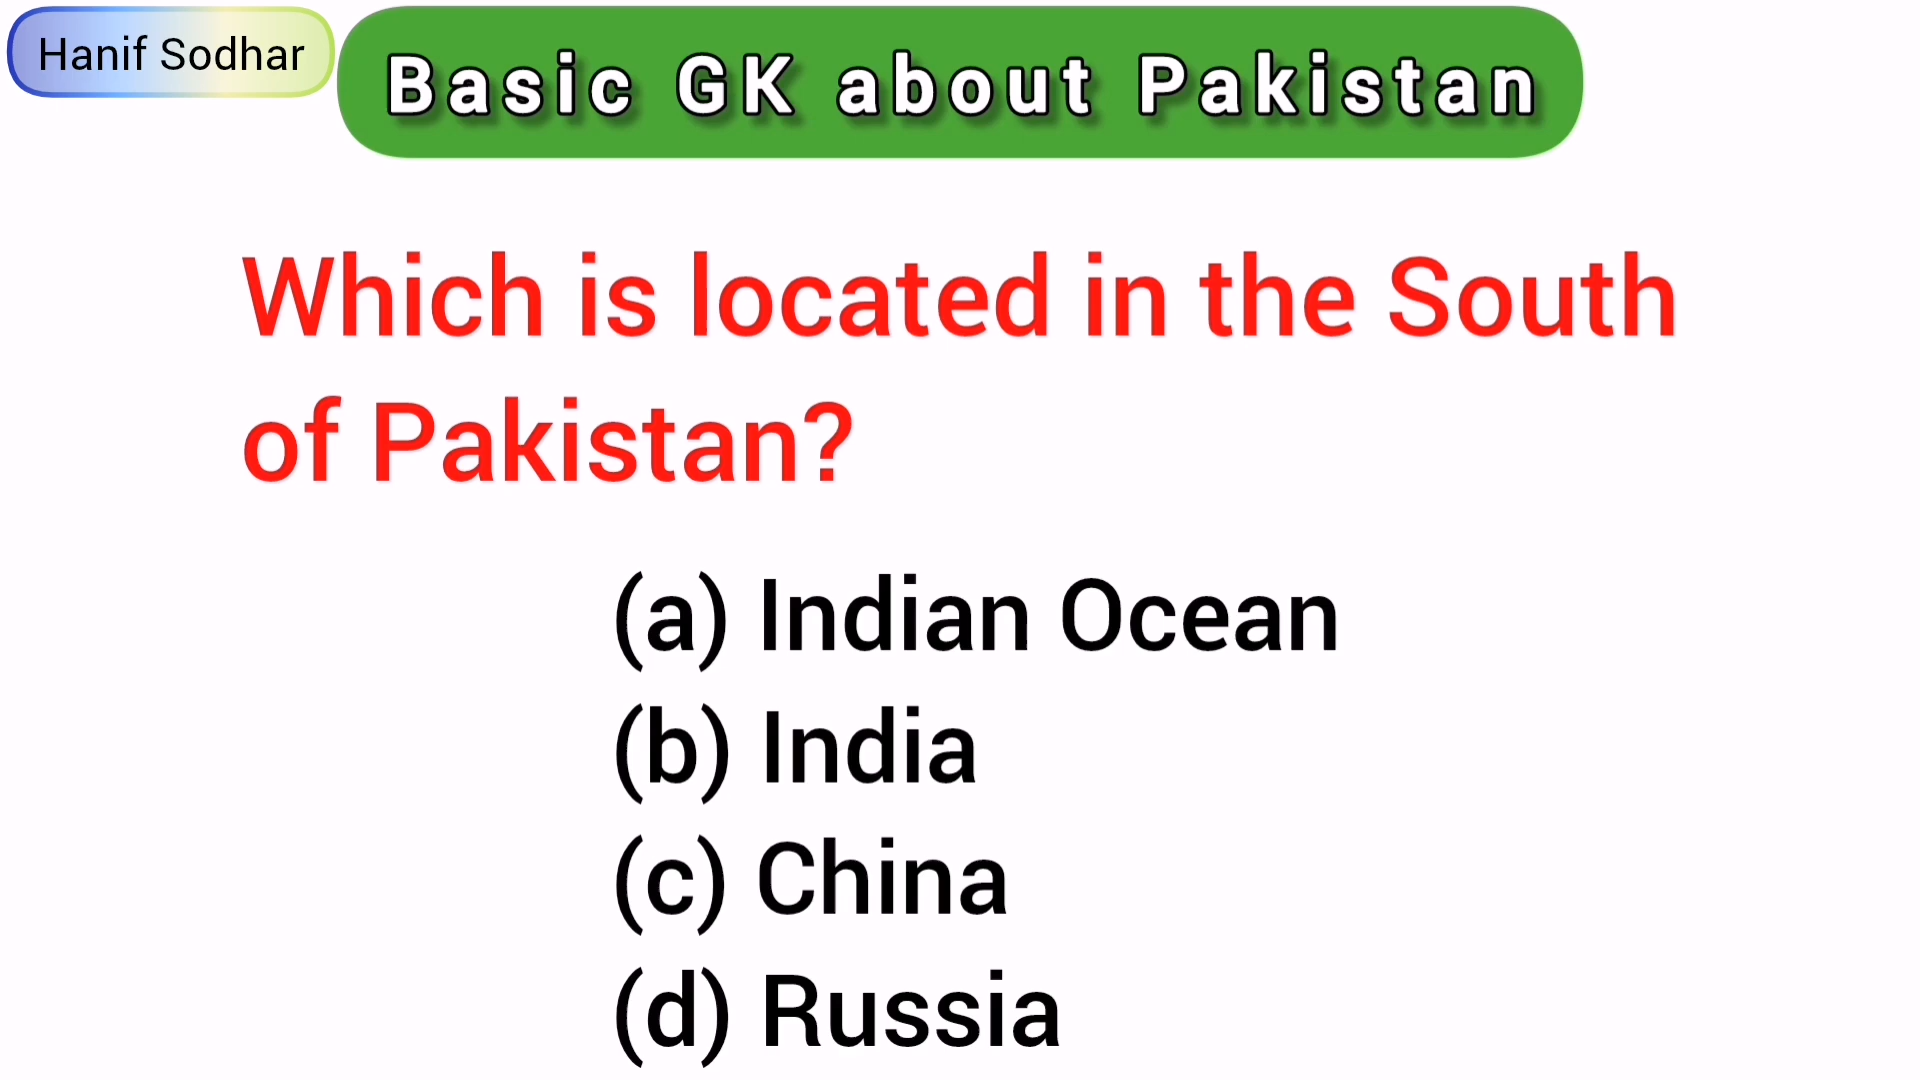 Hanif Sodhar
Basic GK about Pakistan
Which is located in the South
of Pakistan?
(a) Indian Ocean
(b) India
(c) China
(d) Russia